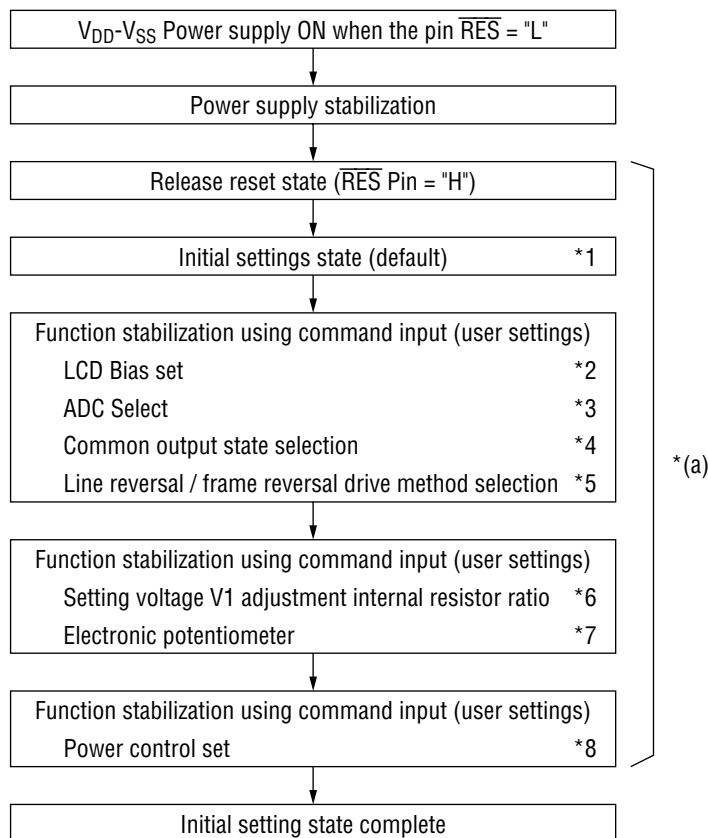 V_DD-V_SS Power supply ON when the pin R̅E̅S̅ = "L"
Power supply stabilization
Release reset state (R̅E̅S̅ Pin = "H")
Initial settings state (default) *1
Function stabilization using command input (user settings)
LCD Bias set *2
ADC Select *3
Common output state selection *4
Line reversal / frame reversal drive method selection *5
*(a)
Function stabilization using command input (user settings)
Setting voltage V1 adjustment internal resistor ratio *6
Electronic potentiometer *7
Function stabilization using command input (user settings)
Power control set *8
Initial setting state complete